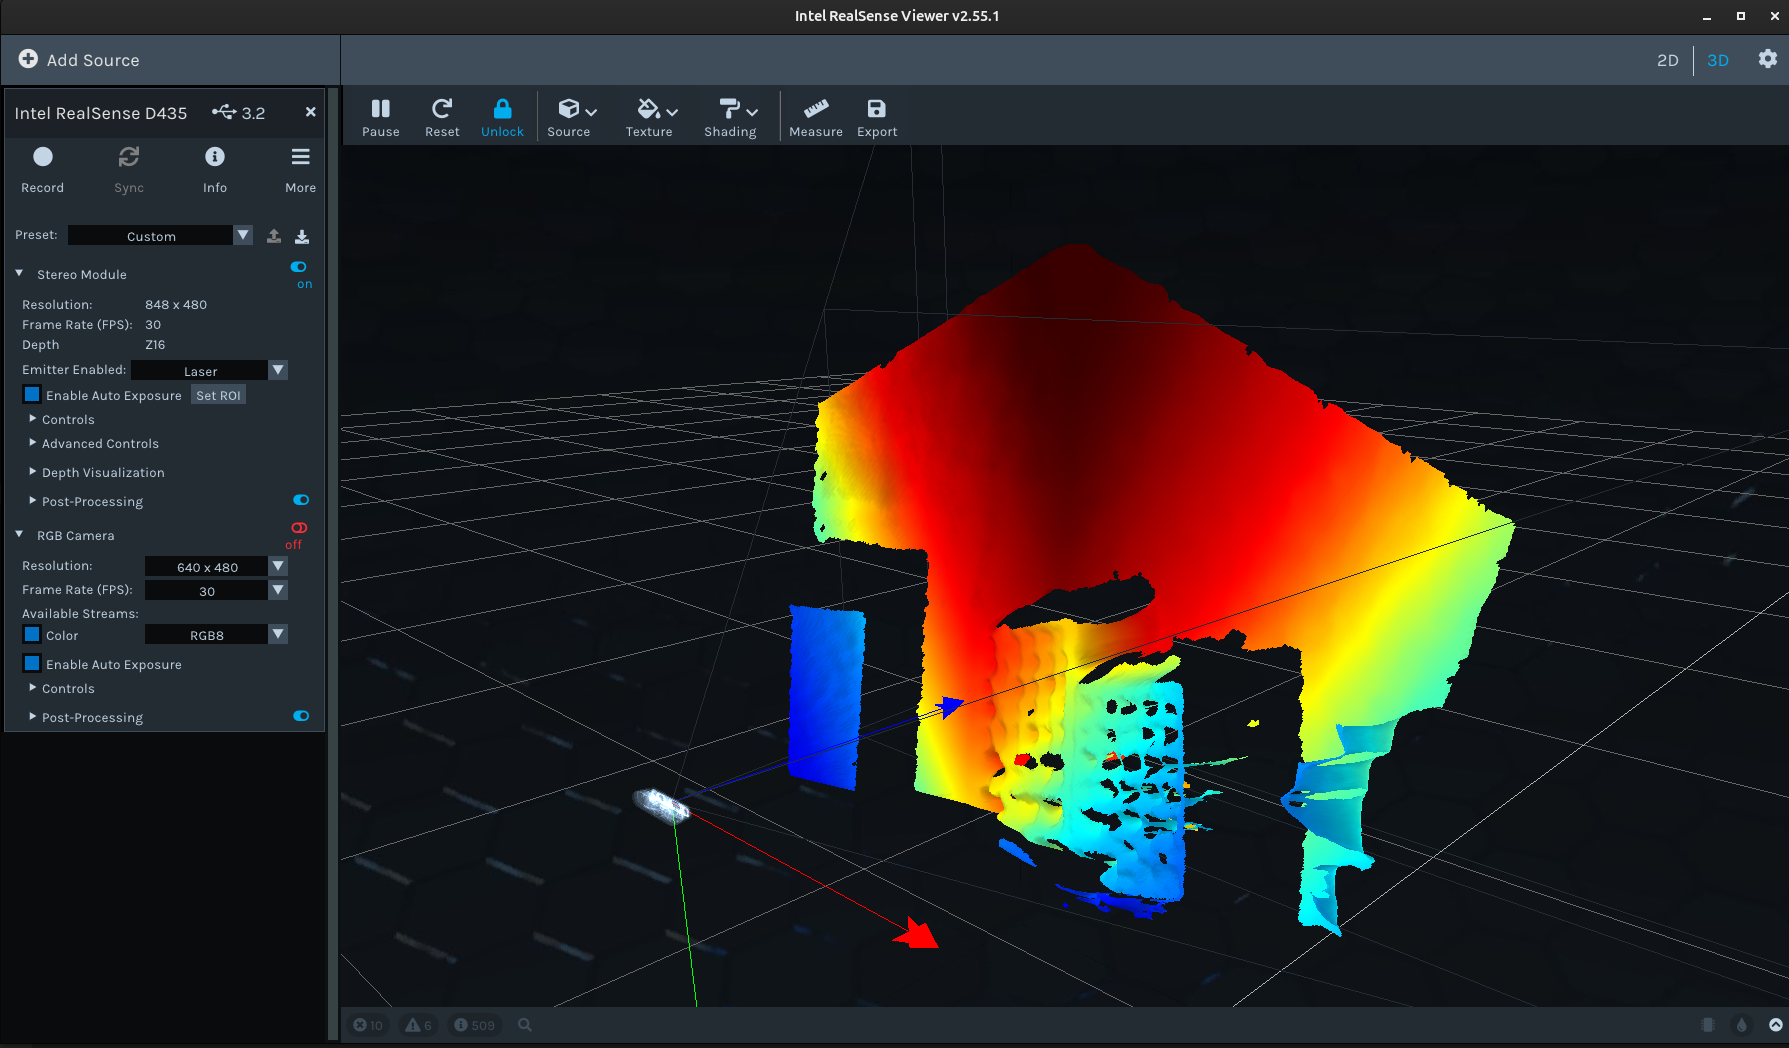 Intel RealSense Viewer v2.55.1
Add Source
2D
3D
Intel RealSense D435
3.2
Pause
Reset
Unlock
Source
Texture
Shading
Measure
Export
Record
Sync
Info
More
Preset:
Custom
Stereo Module
on
Resolution: 848 x 480
Frame Rate (FPS): 30
Depth Z16
Emitter Enabled: Laser
Enable Auto Exposure Set ROI
Controls
Advanced Controls
Depth Visualization
Post-Processing
RGB Camera
off
Resolution: 640 x 480
Frame Rate (FPS): 30
Available Streams:
Color RGB8
Enable Auto Exposure
Controls
Post-Processing
10
6
509